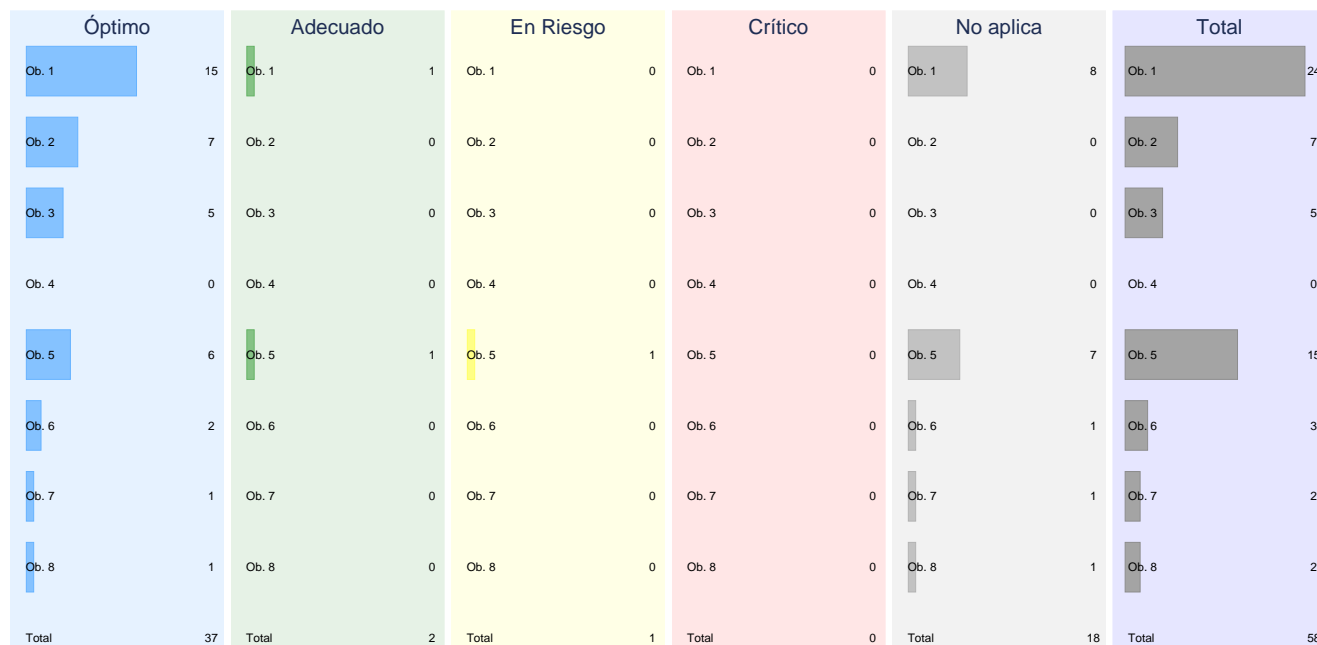 Óptimo Adecuado En Riesgo Crítico No aplica Total
Ob. 1 15 Ob. 1 1 Ob. 1 0 Ob. 1 0 Ob. 1 8 Ob. 1 24
Ob. 2 7 Ob. 2 0 Ob. 2 0 Ob. 2 0 Ob. 2 0 Ob. 2 7
Ob. 3 5 Ob. 3 0 Ob. 3 0 Ob. 3 0 Ob. 3 0 Ob. 3 5
Ob. 4 0 Ob. 4 0 Ob. 4 0 Ob. 4 0 Ob. 4 0 Ob. 4 0
Ob. 5 6 Ob. 5 1 Ob. 5 1 Ob. 5 0 Ob. 5 7 Ob. 5 15
Ob. 6 2 Ob. 6 0 Ob. 6 0 Ob. 6 0 Ob. 6 1 Ob. 6 3
Ob. 7 1 Ob. 7 0 Ob. 7 0 Ob. 7 0 Ob. 7 1 Ob. 7 2
Ob. 8 1 Ob. 8 0 Ob. 8 0 Ob. 8 0 Ob. 8 1 Ob. 8 2
Total 37 Total 2 Total 1 Total 0 Total 18 Total 58